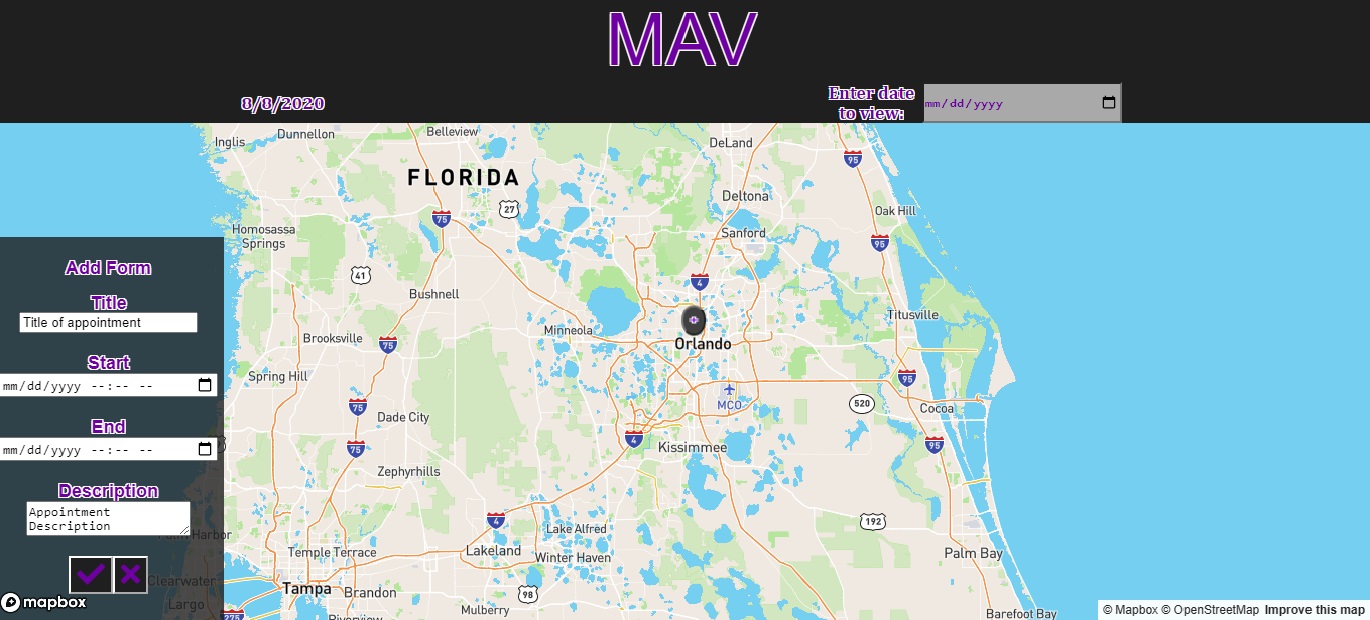 MAV
8/8/2020
Enter date
to view:
mm/dd/yyyy
Inglis
Dunnellon
Belleview
DeLand
95
FLORIDA
27
Deltona
75
Oak Hill
Homosassa
Springs
Sanford
95
Add Form
41
4
Title
Bushnell
Title of appointment
Minneola
Titusville
Brooksville
75
Orlando
Start
mm/dd/yyyy --:-- --
Spring Hill
95
MCO
520
Cocoa
75
Dade City
End
4
mm/dd/yyyy --:-- --
75
Kissimmee
95
Zephyrhills
Description
Appointment
Description
4
192
Lake Alfred
Harbor
Temple Terrace
Lakeland
Winter Haven
Palm Bay
Clearwater
Tampa
Brandon
98
mapbox
Largo
275
Mulberry
Barefoot Bay
Riverview
© Mapbox © OpenStreetMap Improve this map